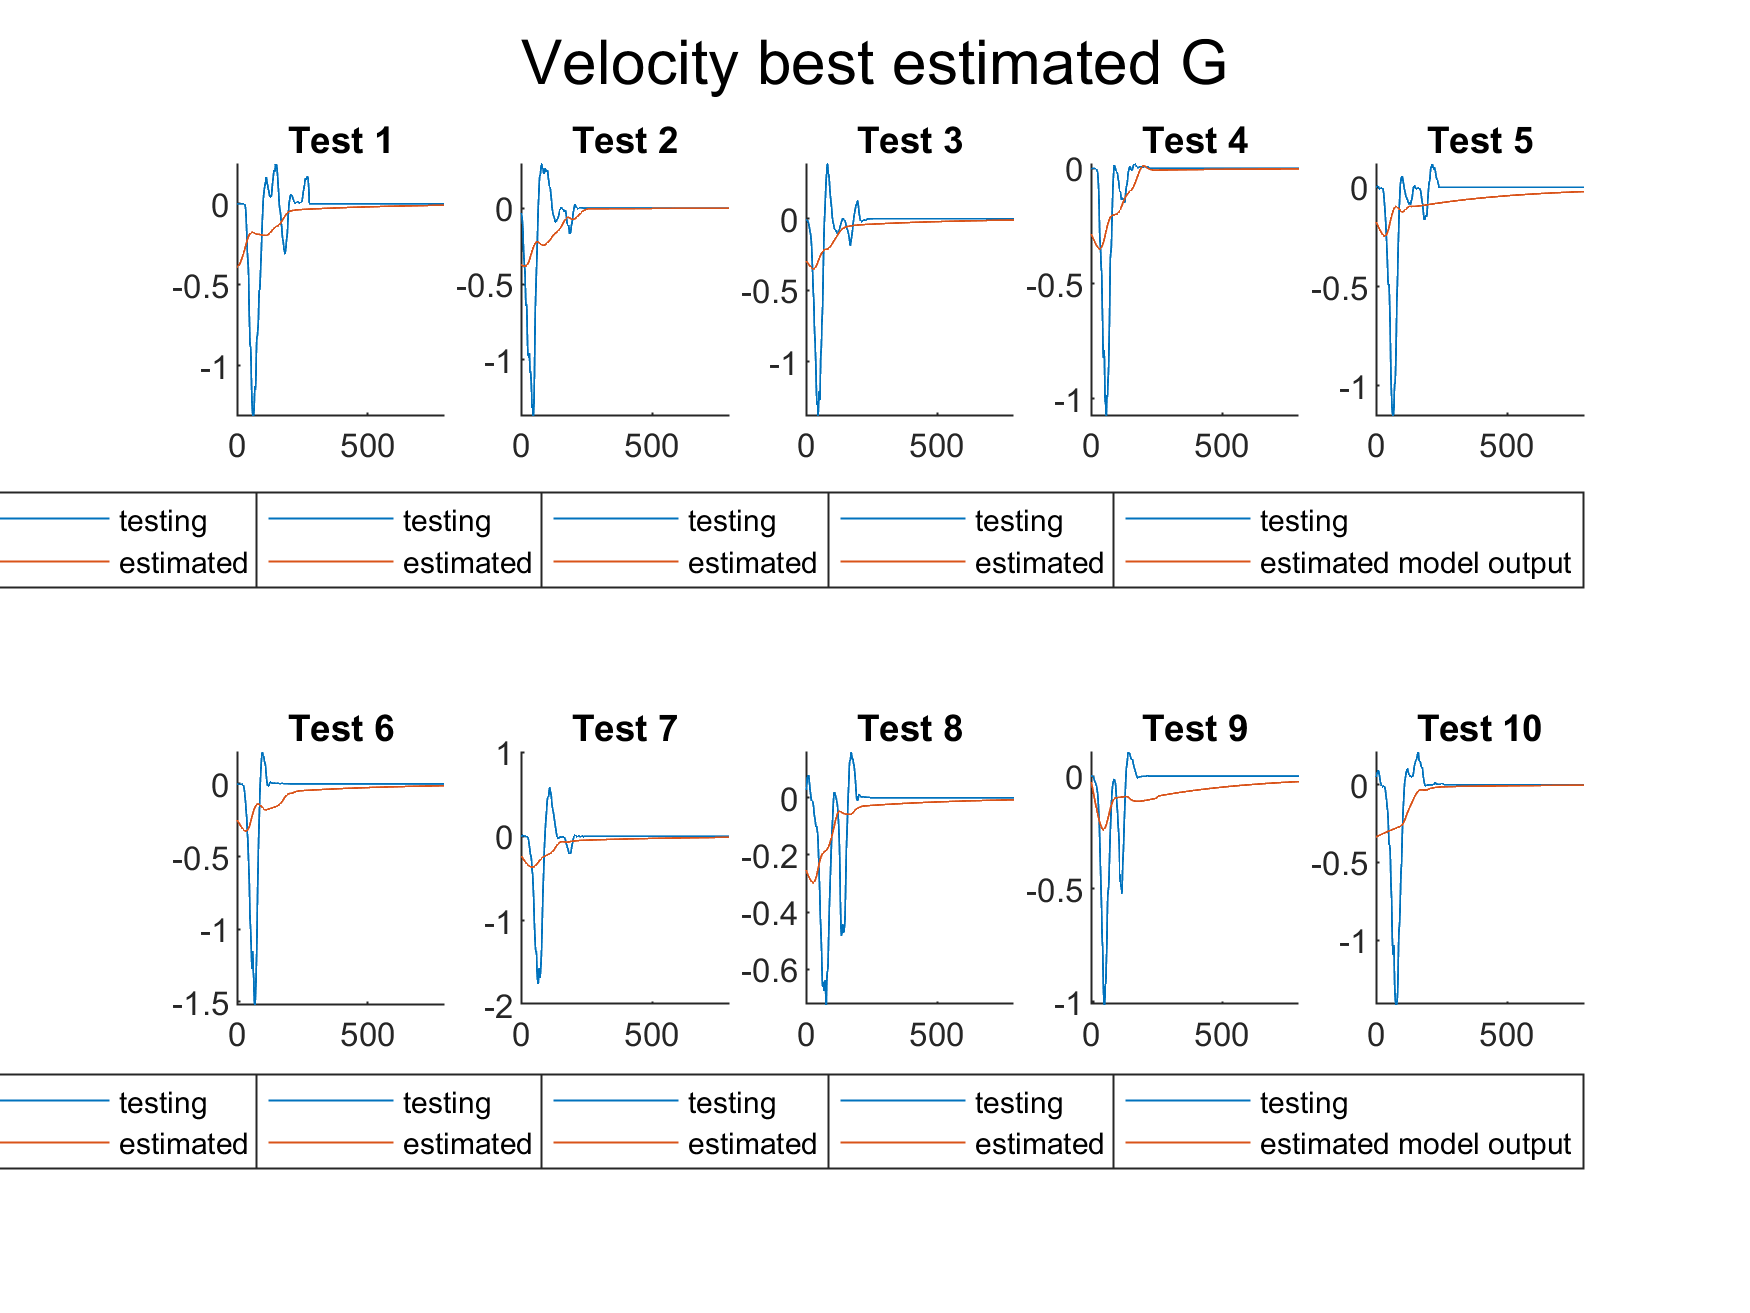 Velocity best estimated G
Test 1
Test 2
Test 3
Test 4
Test 5
0
-0.5
-1
0 500
0
-0.5
-1
0 500
0
-0.5
-1
0 500
0
-0.5
-1
0 500
0
-0.5
-1
0 500
testing
estimated
testing
estimated
testing
estimated
testing
estimated
testing
estimated model output
Test 6
Test 7
Test 8
Test 9
Test 10
0
-0.5
-1
-1.5
0 500
1
0
-1
-2
0 500
0
-0.2
-0.4
-0.6
0 500
0
-0.5
-1
0 500
0
-0.5
-1
0 500
testing
estimated
testing
estimated
testing
estimated
testing
estimated
testing
estimated model output